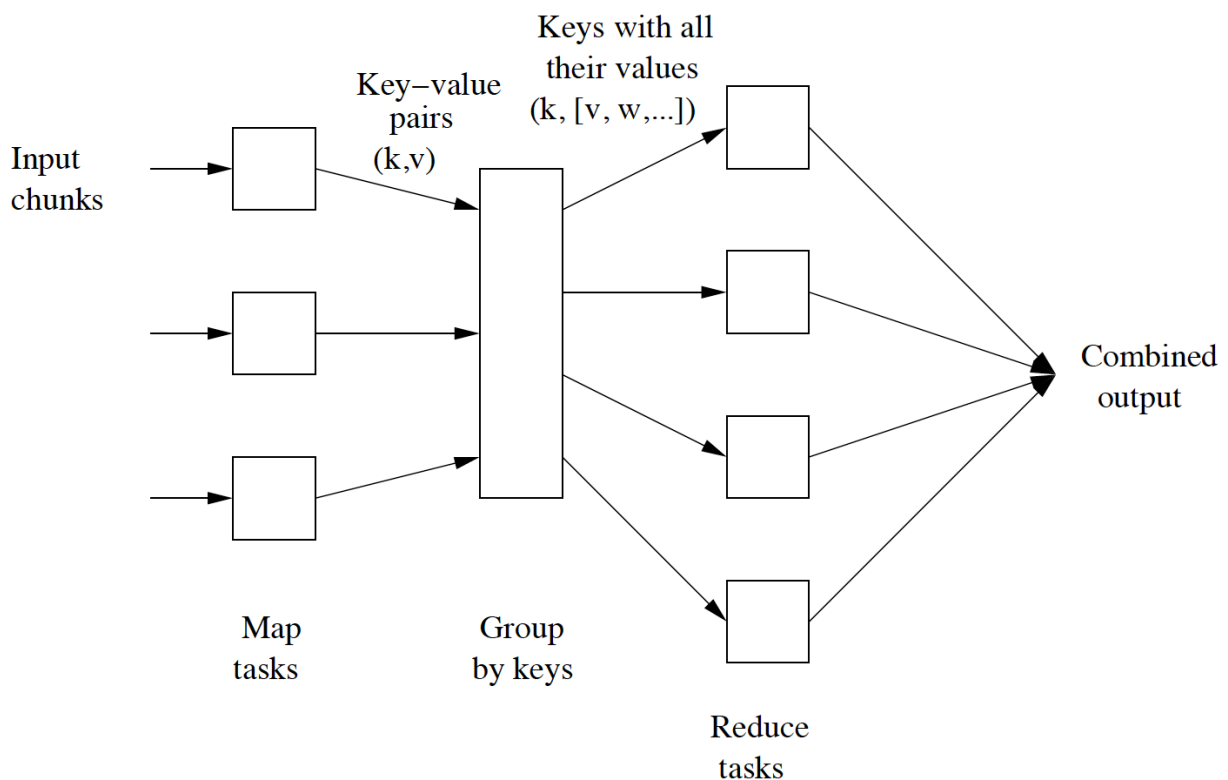 Input
chunks
Key−value
pairs
(k,v)
Keys with all
their values
(k, [v, w,...])
Combined
output
Map
tasks
Group
by keys
Reduce
tasks